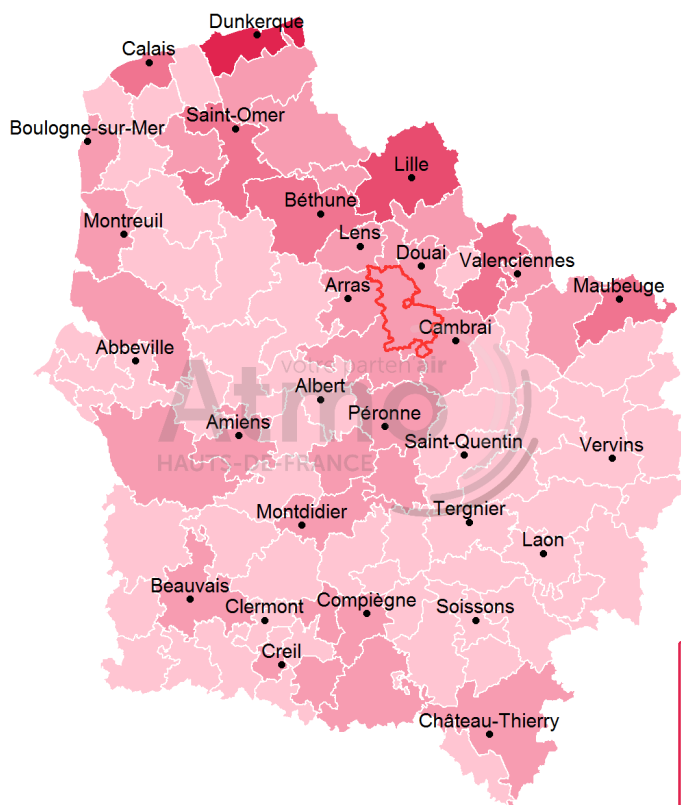 Dunkerque
Calais
Saint-Omer
Boulogne-sur-Mer
Lille
Béthune
Montreuil
Lens
Douai
Valenciennes
Arras
Maubeuge
Cambrai
Abbeville
votre partenair
Atmo
HAUTS-DE-FRANCE
Albert
Péronne
Amiens
Saint-Quentin
Vervins
Montdidier
Tergnier
Laon
Beauvais
Clermont
Compiègne
Soissons
Creil
Château-Thierry